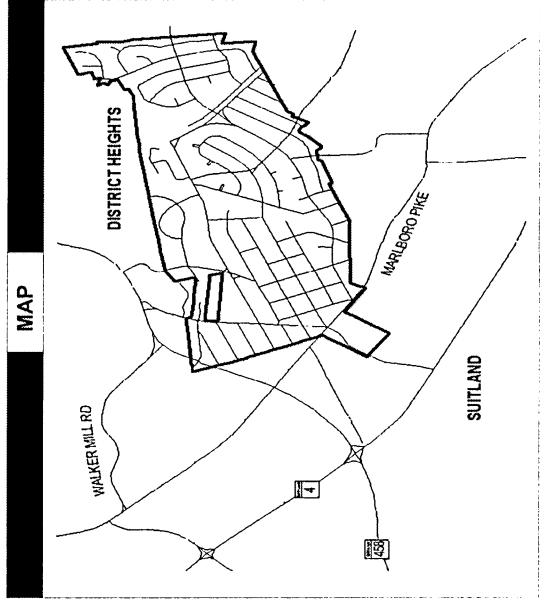 MAP
DISTRICT HEIGHTS
WALKER MILL RD
MARLBORO PIKE
SUITLAND
4
458